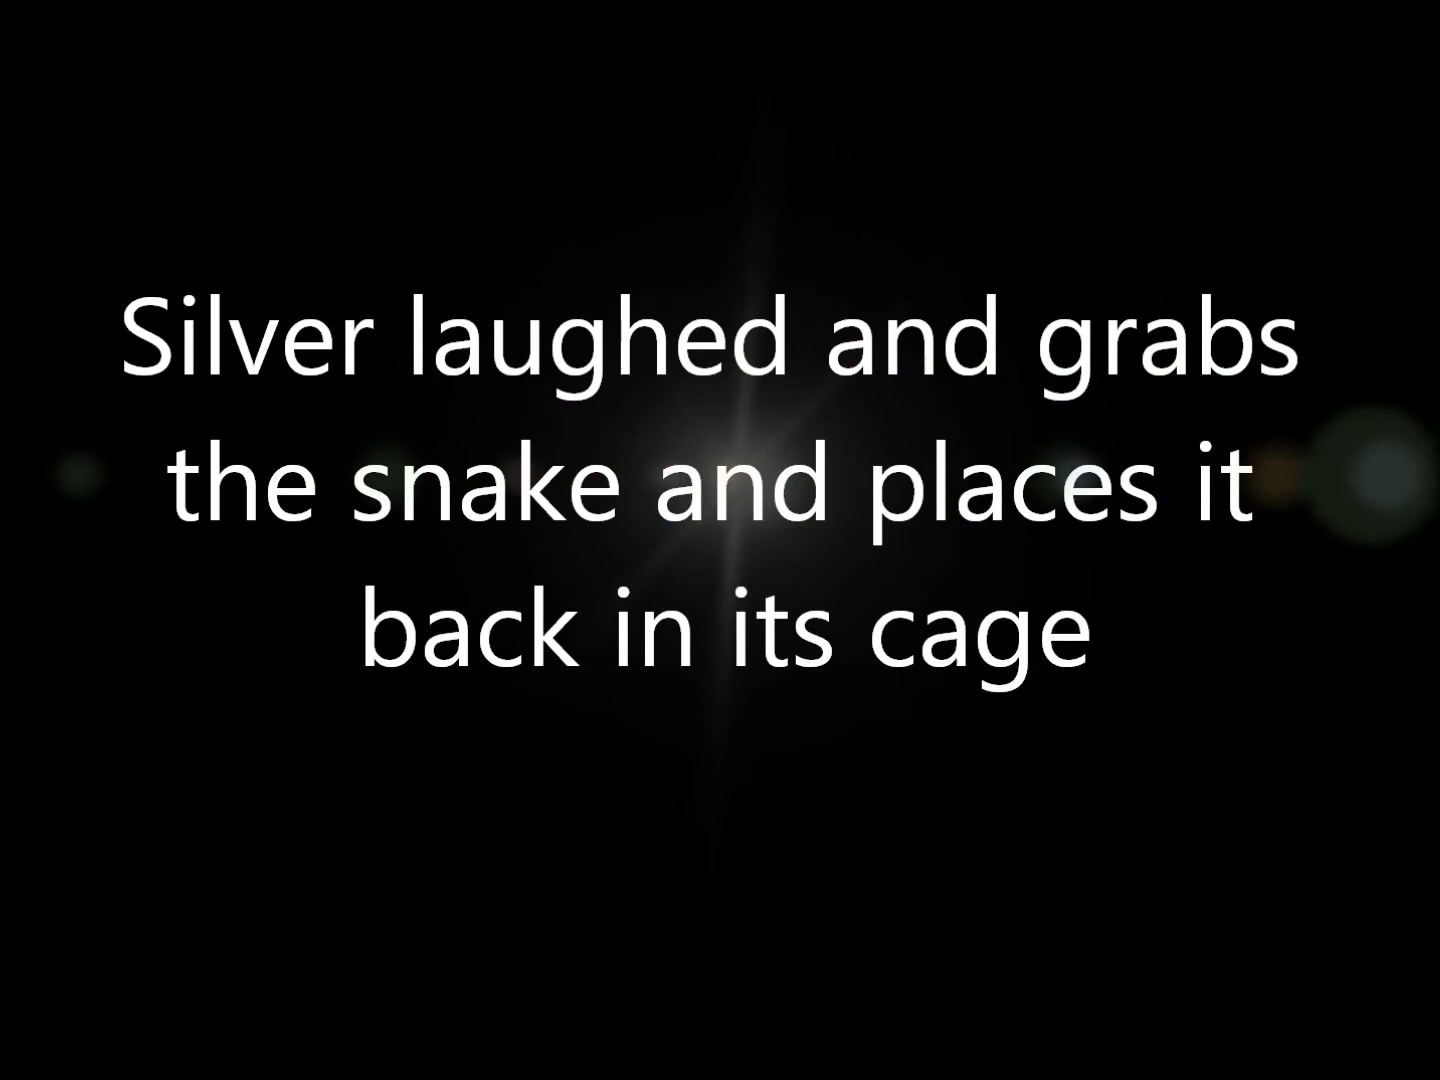 Silver laughed and grabs
the snake and places it
back in its cage